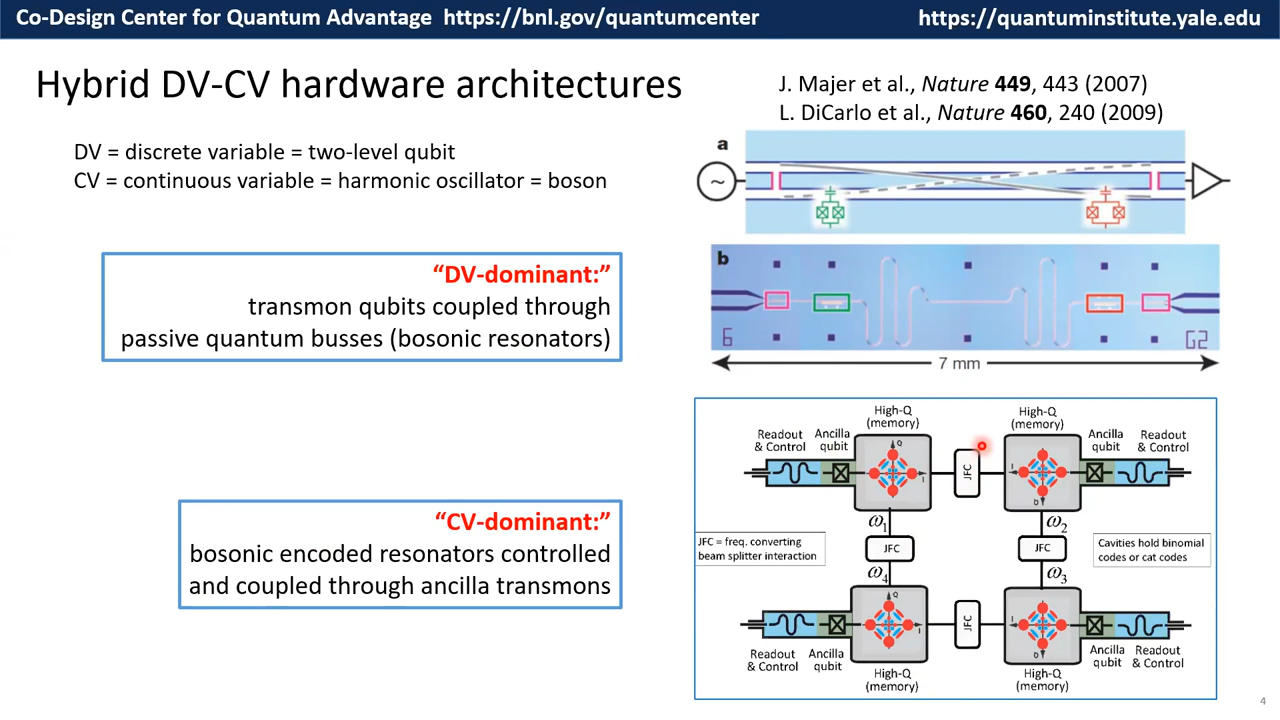 Co-Design Center for Quantum Advantage https://bnl.gov/quantumcenter
https://quantuminstitute.yale.edu
Hybrid DV-CV hardware architectures
J. Majer et al., Nature 449, 443 (2007)
L. DiCarlo et al., Nature 460, 240 (2009)
DV = discrete variable = two-level qubit
CV = continuous variable = harmonic oscillator = boson
a
~
“DV-dominant:”
transmon qubits coupled through
passive quantum busses (bosonic resonators)
b
6
G2
7 mm
“CV-dominant:”
bosonic encoded resonators controlled
and coupled through ancilla transmons
High-Q
(memory)
High-Q
(memory)
Readout
& Control
Ancilla
qubit
Ancilla
qubit
Readout
& Control
Q
I
JFC
I
Q
ω1
ω2
JFC = freq. converting
beam splitter interaction
JFC
JFC
Cavities hold binomial
codes or cat codes
ω4
ω3
Q
I
JFC
I
Q
Readout
& Control
Ancilla
qubit
Ancilla
qubit
Readout
& Control
High-Q
(memory)
High-Q
(memory)
4